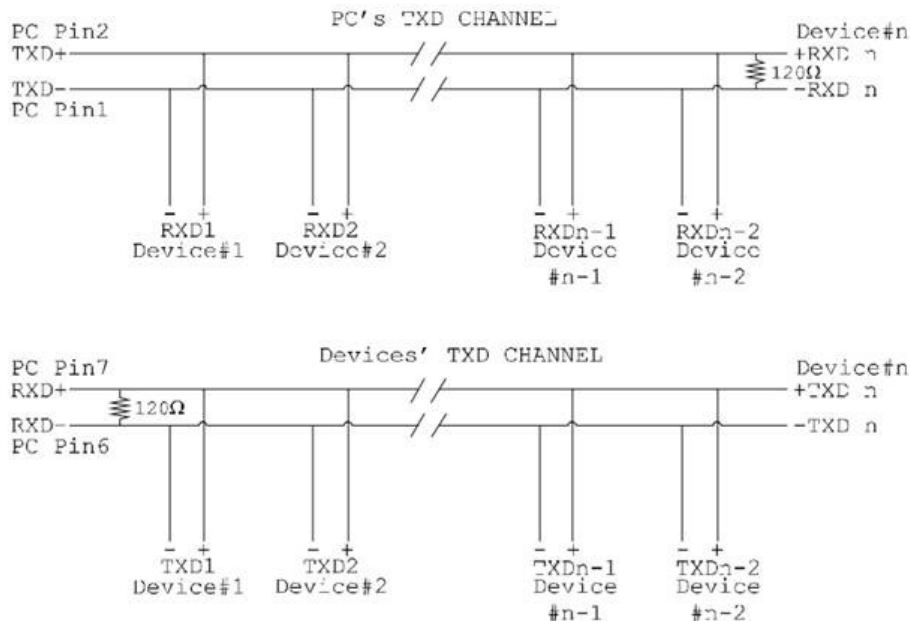 PC's TXD CHANNEL
PC Pin2
Device#n
TXD+
+RXD n
120Ω
TXD-
-RXD n
PC Pin1
- +
- +
- +
- +
RXD1
RXD2
RXDn-1
RXDn-2
Device#1
Device#2
Device
Device
#n-1
#n-2
Devices' TXD CHANNEL
PC Pin7
Device#n
RXD+
+TXD n
120Ω
RXD-
-TXD n
PC Pin6
- +
- +
- +
- +
TXD1
TXD2
TXDn-1
TXDn-2
Device#1
Device#2
Device
Device
#n-1
#n-2